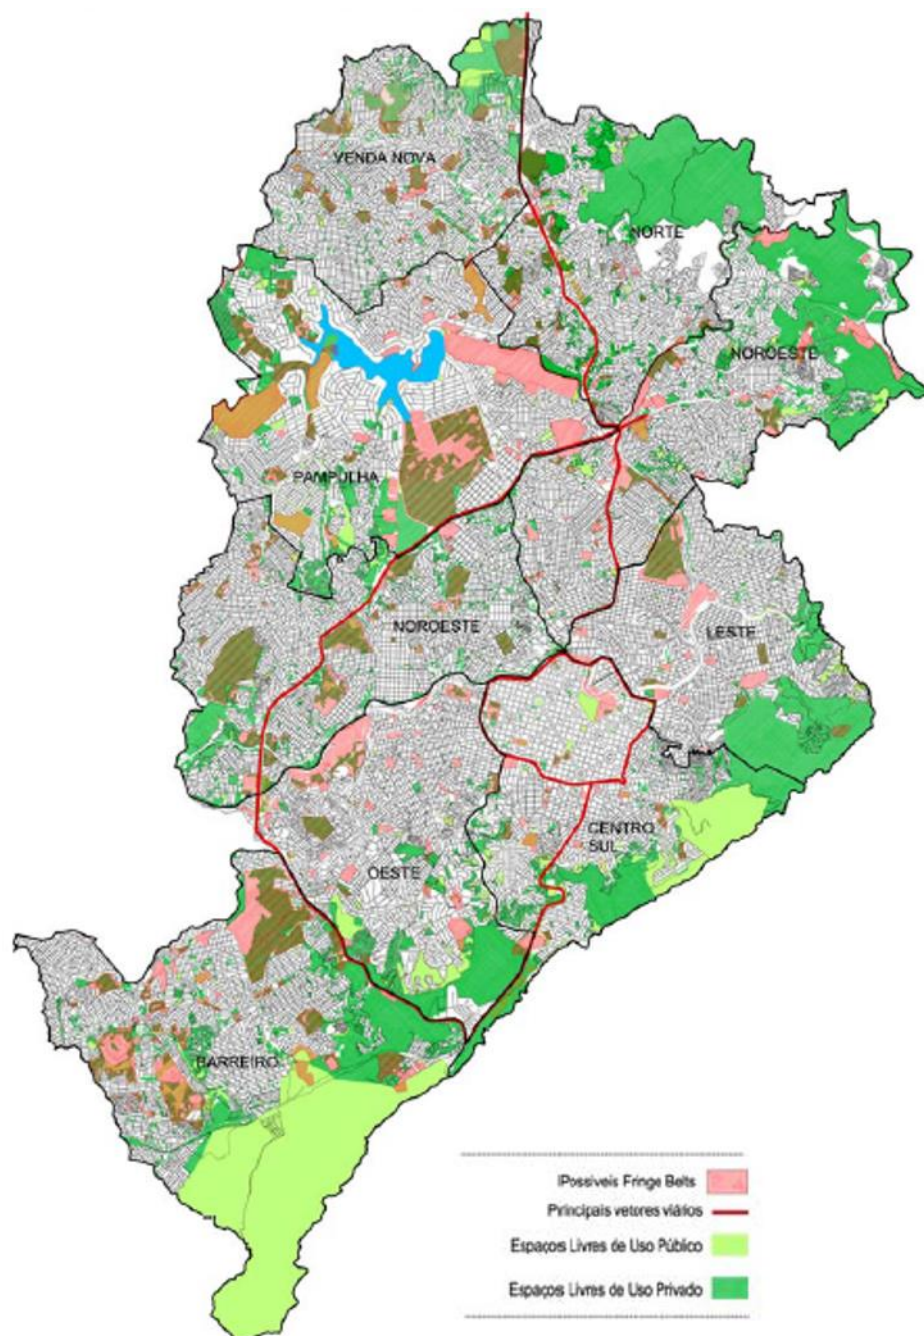 VENDA NOVA
NORTE
NOROESTE
PAMPULHA
NOROESTE
LESTE
CENTRO
SUL
OESTE
BARREIRO
IPossiveis Fringe Belts
Principais vetores viários
Espaços Livres de Uso Público
Espaços Livres de Uso Privado